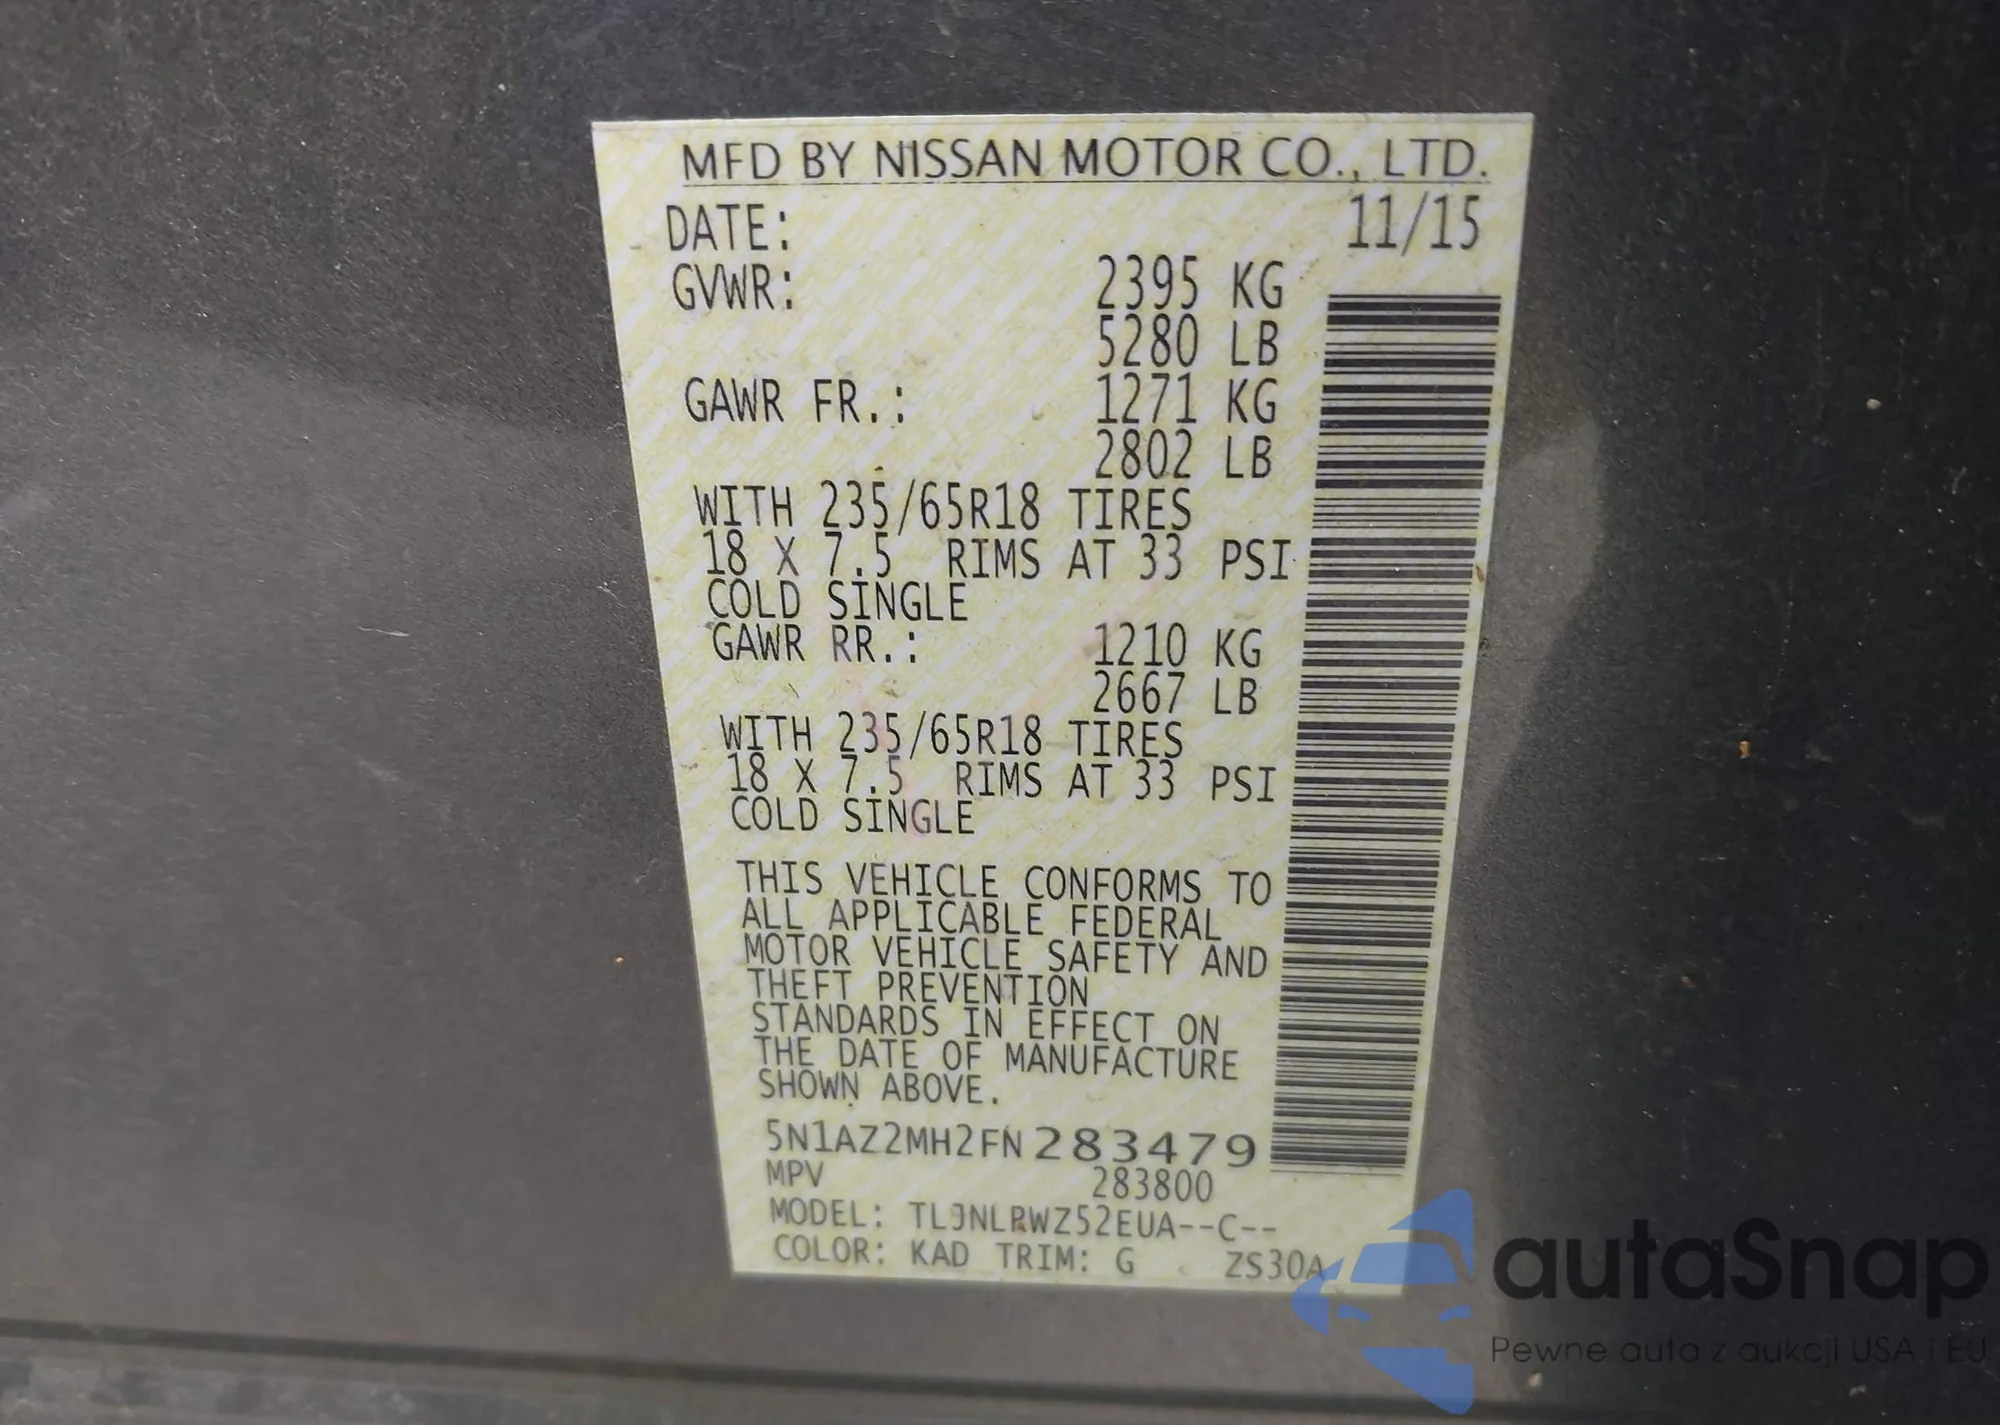 MFD BY NISSAN MOTOR CO., LTD.
DATE: 11/15
GVWR: 2395 KG
5280 LB
GAWR FR.: 1271 KG
2802 LB
WITH 235/65R18 TIRES
18 X 7.5 RIMS AT 33 PSI
COLD SINGLE
GAWR RR.: 1210 KG
2667 LB
WITH 235/65R18 TIRES
18 X 7.5 RIMS AT 33 PSI
COLD SINGLE
THIS VEHICLE CONFORMS TO
ALL APPLICABLE FEDERAL
MOTOR VEHICLE SAFETY AND
THEFT PREVENTION
STANDARDS IN EFFECT ON
THE DATE OF MANUFACTURE
SHOWN ABOVE.
5N1AZ2MH2FN283479
MPV 283800
MODEL: --C--
COLOR: KAD TRIM: G ZS30A
autaSnap
Pewne auta z aukcji USA i EU